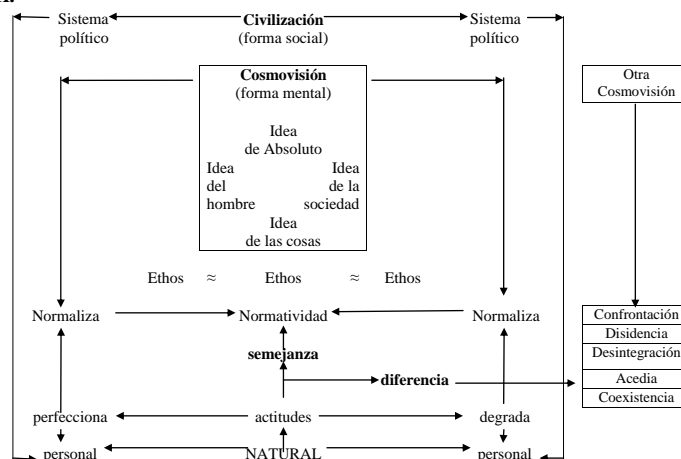 Sistema Civilización Sistema
político (forma social) político
Cosmovisión Otra
(forma mental) Cosmovisión
Idea
de Absoluto
Idea Idea
del de la
hombre sociedad
Idea
de las cosas
Ethos ≈ Ethos ≈ Ethos
Normaliza Normatividad Normaliza Confrontación
Disidencia
semejanza Desintegración
diferencia Acedia
Coexistencia
perfecciona actitudes degrada
personal NATURAL personal